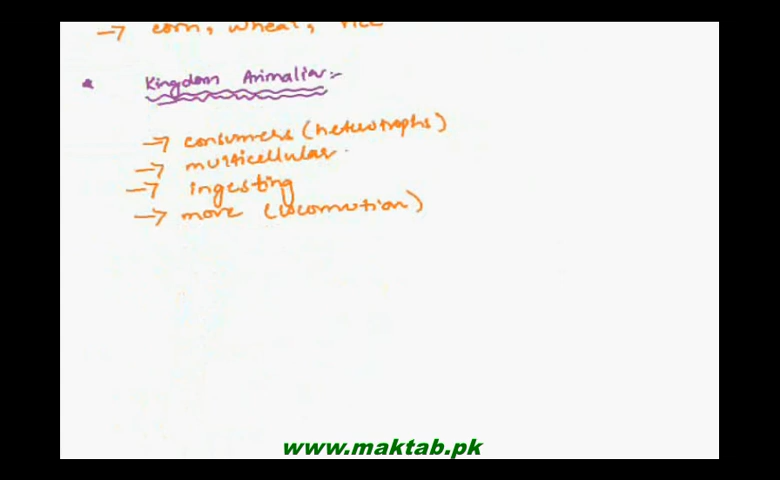 → corn, wheat, rice
* Kingdom Animalia:-
→ consumers (heterotrophs)
→ multicellular.
→ ingesting
→ move (locomotion)
www.maktab.pk